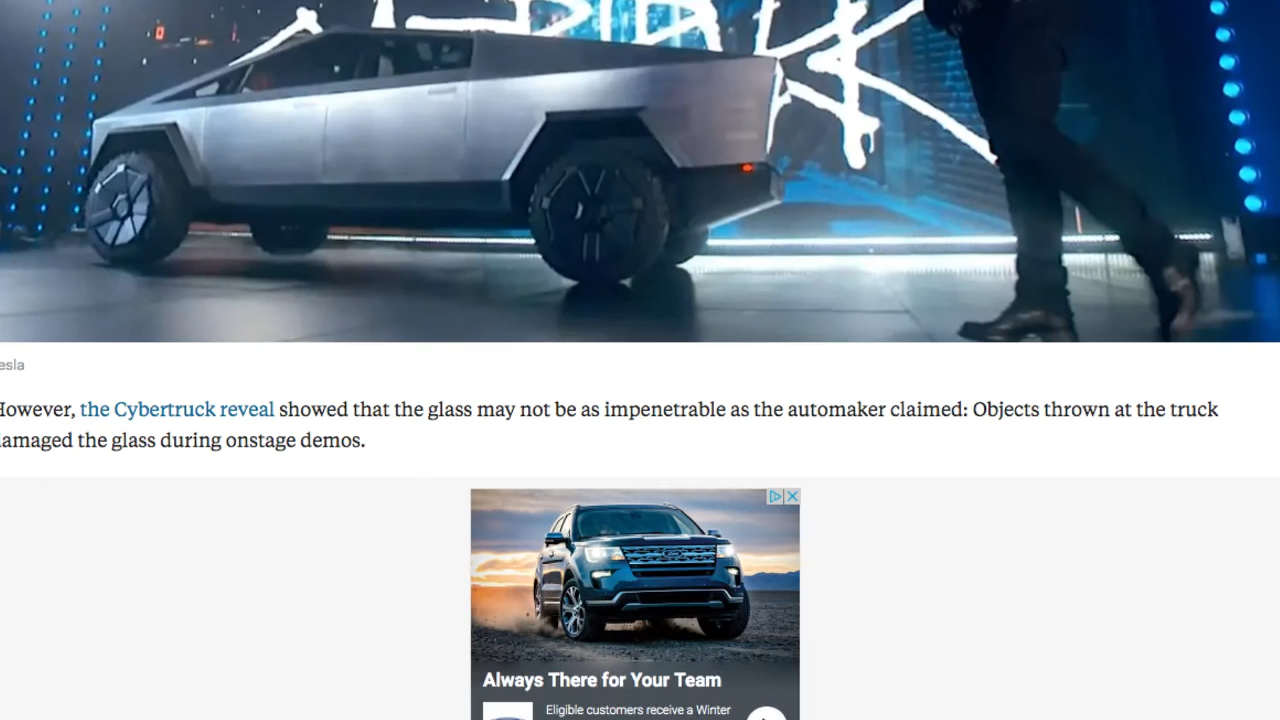 esla
However, the Cybertruck reveal showed that the glass may not be as impenetrable as the automaker claimed: Objects thrown at the truck
damaged the glass during onstage demos.
Always There for Your Team
Eligible customers receive a Winter